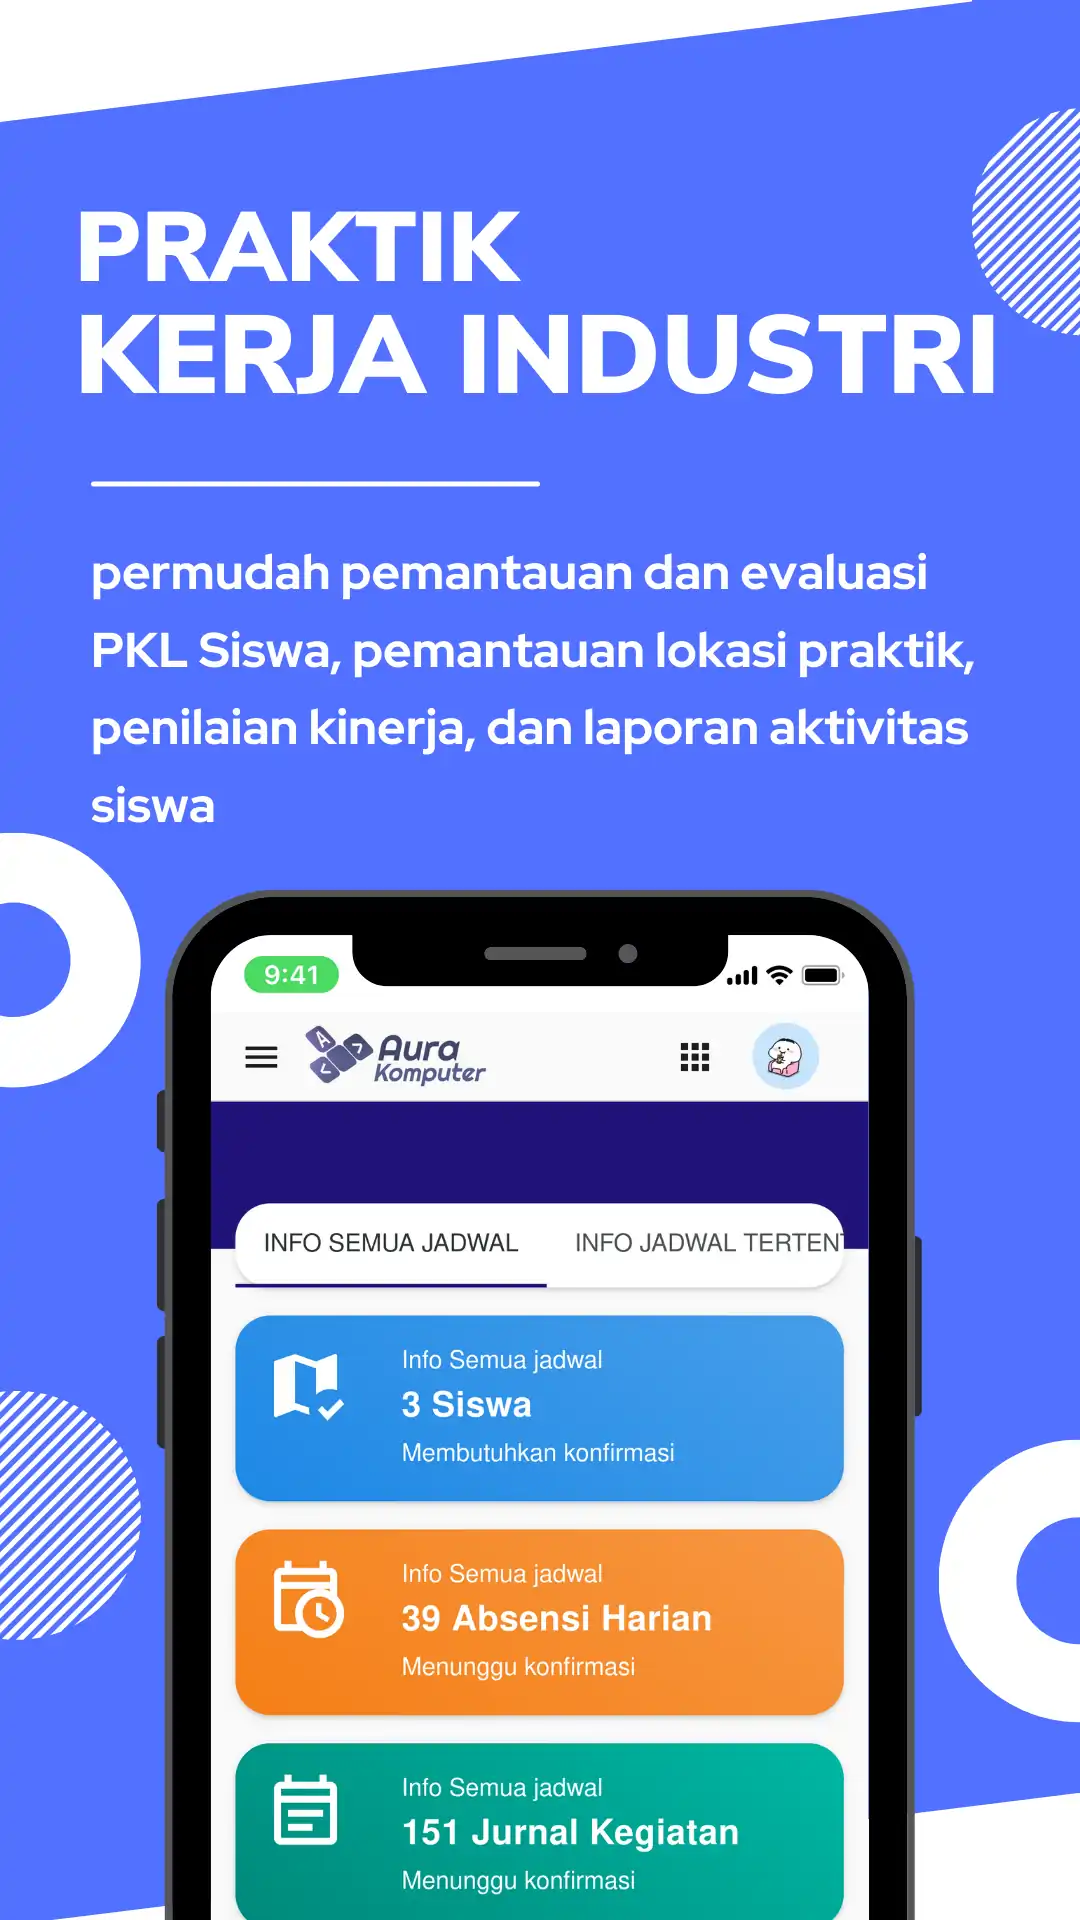 PRAKTIK
KERJA INDUSTRI
permudah pemantauan dan evaluasi
PKL Siswa, pemantauan lokasi praktik,
penilaian kinerja, dan laporan aktivitas
siswa
9:41
Aura
Komputer
INFO SEMUA JADWAL
INFO JADWAL TERTENT
Info Semua jadwal
3 Siswa
Membutuhkan konfirmasi
Info Semua jadwal
39 Absensi Harian
Menunggu konfirmasi
Info Semua jadwal
151 Jurnal Kegiatan
Menunggu konfirmasi